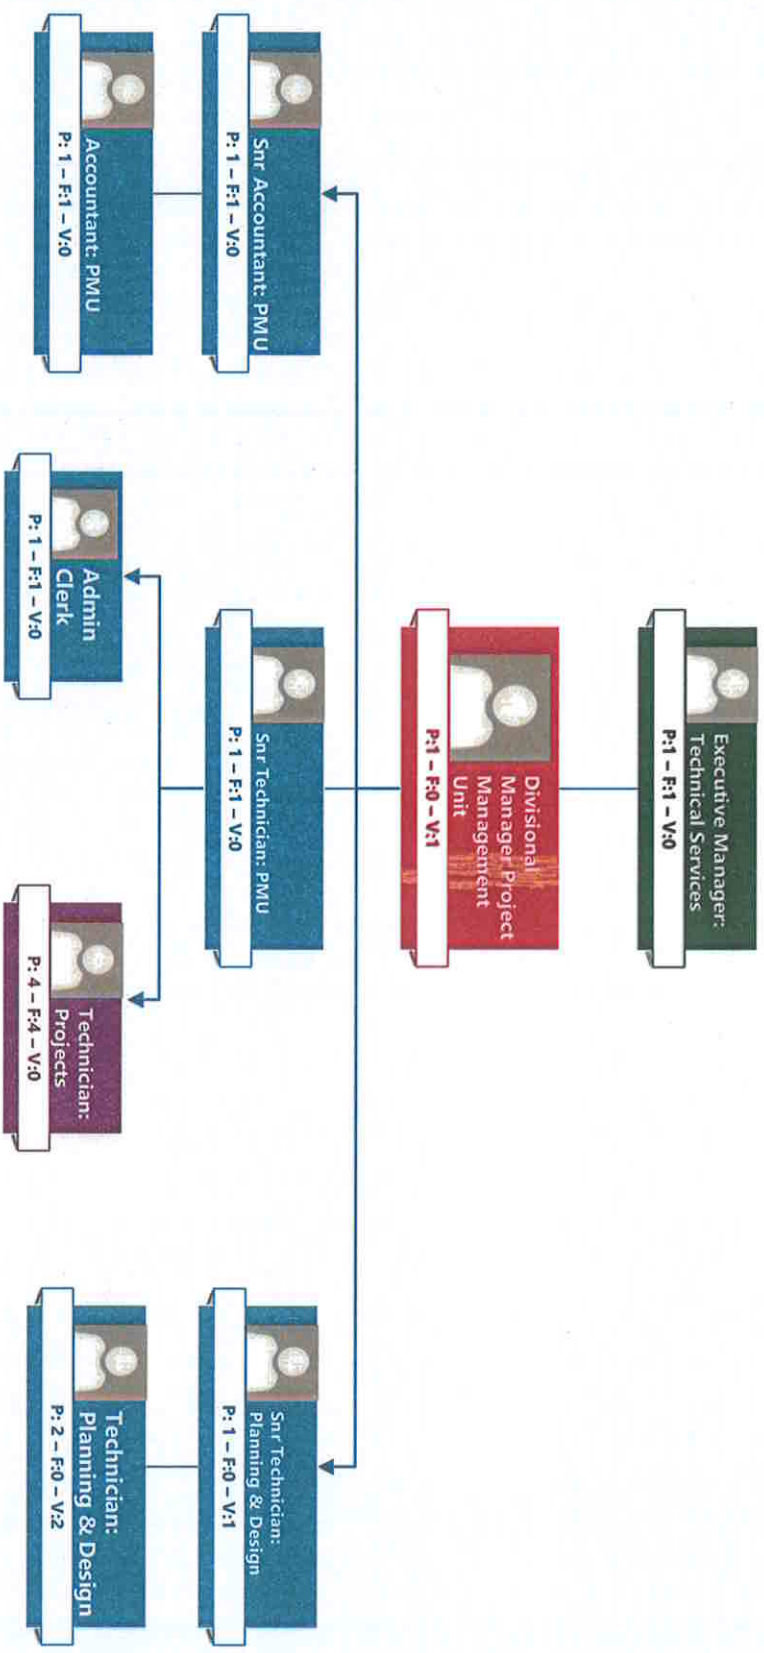 Executive Manager:
Technical Services
P:1 – F:1 – V:0
Divisional
Manager Project
Management
Unit
P:1 – F:0 – V:1
Snr Accountant: PMU
P: 1 – F:1 – V:0
Accountant: PMU
P: 1 – F:1 – V:0
Snr Technician: PMU
P: 1 – F:1 – V:0
Admin
Clerk
P: 1 – F:1 – V:0
Technician:
Projects
P: 4 – F:4 – V:0
Snr Technician:
Planning & Design
P: 1 – F:0 – V:1
Technician:
Planning & Design
P: 2 – F:0 – V:2